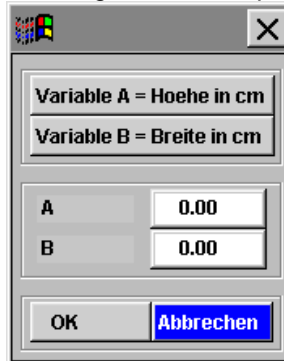 Variable A = Hoehe in cm
Variable B = Breite in cm
A 0.00
B 0.00
OK Abbrechen